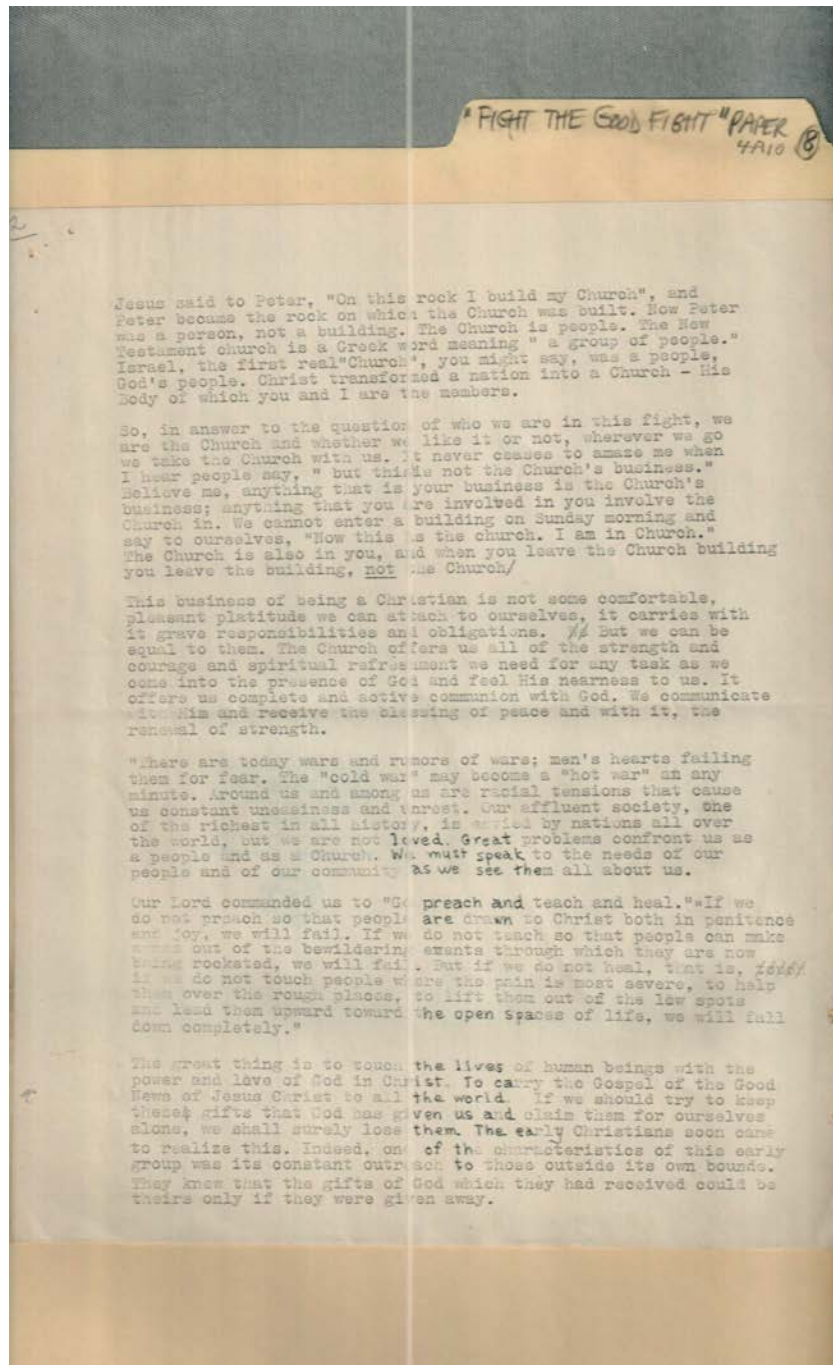 "FIGHT THE GOOD FIGHT" PAPER
4A10 8
2
Jesus said to Peter, "On this rock I build my Church", and
Peter became the rock on which the Church was built. Now Peter
was a person, not a building. The Church is people. The New
Testament church is a Greek word meaning " a group of people."
Israel, the first real"Church", you might say, was a people,
God's people. Christ transformed a nation into a Church - His
Body of which you and I are the members.
So, in answer to the question of who we are in this fight, we
are the Church and whether we like it or not, wherever we go
we take the Church with us. It never ceases to amaze me when
I hear people say, " but this is not the Church's business."
Believe me, anything that is your business is the Church's
business; anything that you are involved in you involve the
Church in. We cannot enter a building on Sunday morning and
say to ourselves, "Now this is the church. I am in Church."
The Church is also in you, and when you leave the Church building
you leave the building, not the Church/
This business of being a Christian is not some comfortable,
pleasant platitude we can attach to ourselves, it carries with
it grave responsibilities and obligations. But we can be
equal to them. The Church offers us all of the strength and
courage and spiritual refreshment we need for any task as we
come into the presence of God and feel His nearness to us. It
offers us complete and active communion with God. We communicate
with Him and receive the blessing of peace and with it, the
renewal of strength.
"There are today wars and rumors of wars; men's hearts failing
them for fear. The "cold war" may become a "hot war" an any
minute. Around us and among us are racial tensions that cause
us constant uneasiness and unrest. Our affluent society, one
of the richest in all history, is envied by nations all over
the world, but we are not loved. Great problems confront us as
a people and as a Church. We must speak to the needs of our
people and of our community as we see them all about us.
Our Lord commanded us to "Go preach and teach and heal.""If we
do not preach so that people are drawn to Christ both in penitence
and joy, we will fail. If we do not teach so that people can make
sense out of the bewildering events through which they are now
being rocketed, we will fail. But if we do not heal, that is,
if we do not touch people where the pain is most severe, to help
them over the rough places, to lift them out of the low spots
and lead them upward toward the open spaces of life, we will fall
down completely."
The great thing is to touch the lives of human beings with the
power and love of God in Christ. To carry the Gospel of the Good
News of Jesus Christ to all the world. If we should try to keep
these gifts that God has given us and claim them for ourselves
alone, we shall surely lose them. The early Christians soon came
to realize this. Indeed, one of the characteristics of this early
group was its constant outreach to those outside its own bounds.
They knew that the gifts of God which they had received could be
theirs only if they were given away.